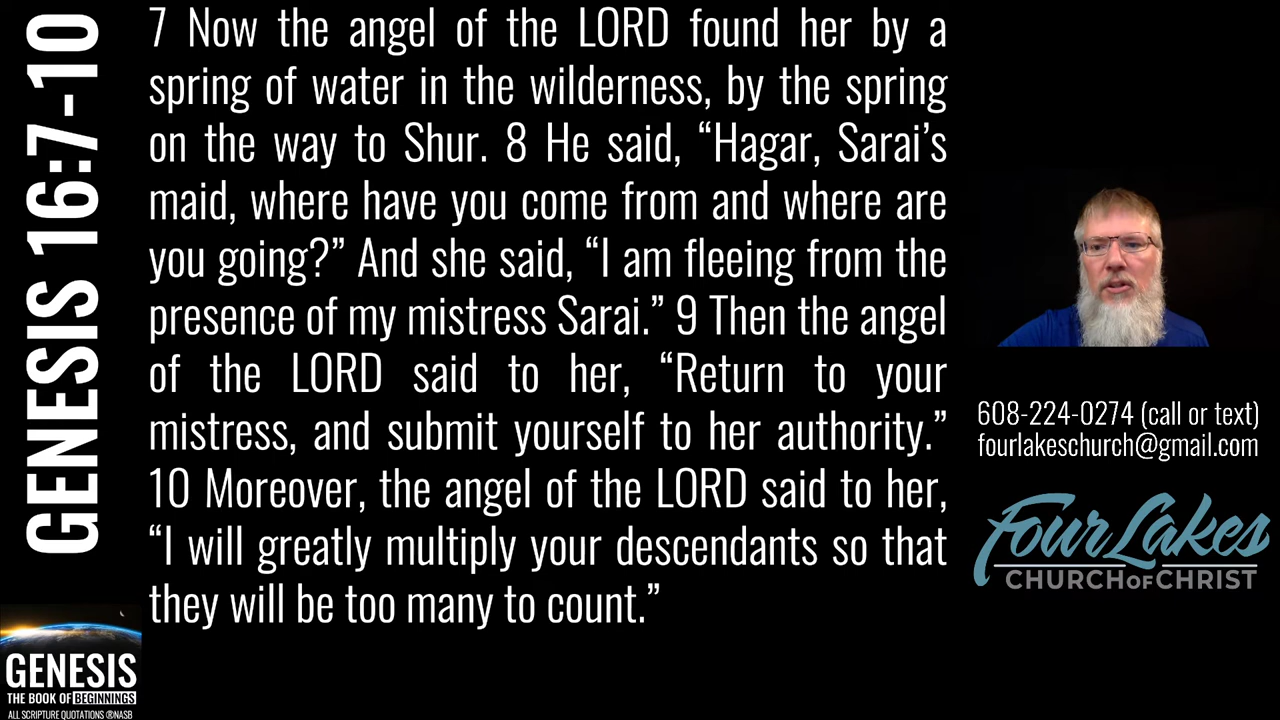 GENESIS 16:7-10
7 Now the angel of the LORD found her by a
spring of water in the wilderness, by the spring
on the way to Shur. 8 He said, “Hagar, Sarai’s
maid, where have you come from and where are
you going?” And she said, “I am fleeing from the
presence of my mistress Sarai.” 9 Then the angel
of the LORD said to her, “Return to your
mistress, and submit yourself to her authority.”
10 Moreover, the angel of the LORD said to her,
“I will greatly multiply your descendants so that
they will be too many to count.”
608-224-0274 (call or text)
fourlakeschurch@gmail.com
Four Lakes
CHURCH OF CHRIST
GENESIS
THE BOOK OF BEGINNINGS
ALL SCRIPTURE QUOTATIONS ®NASB